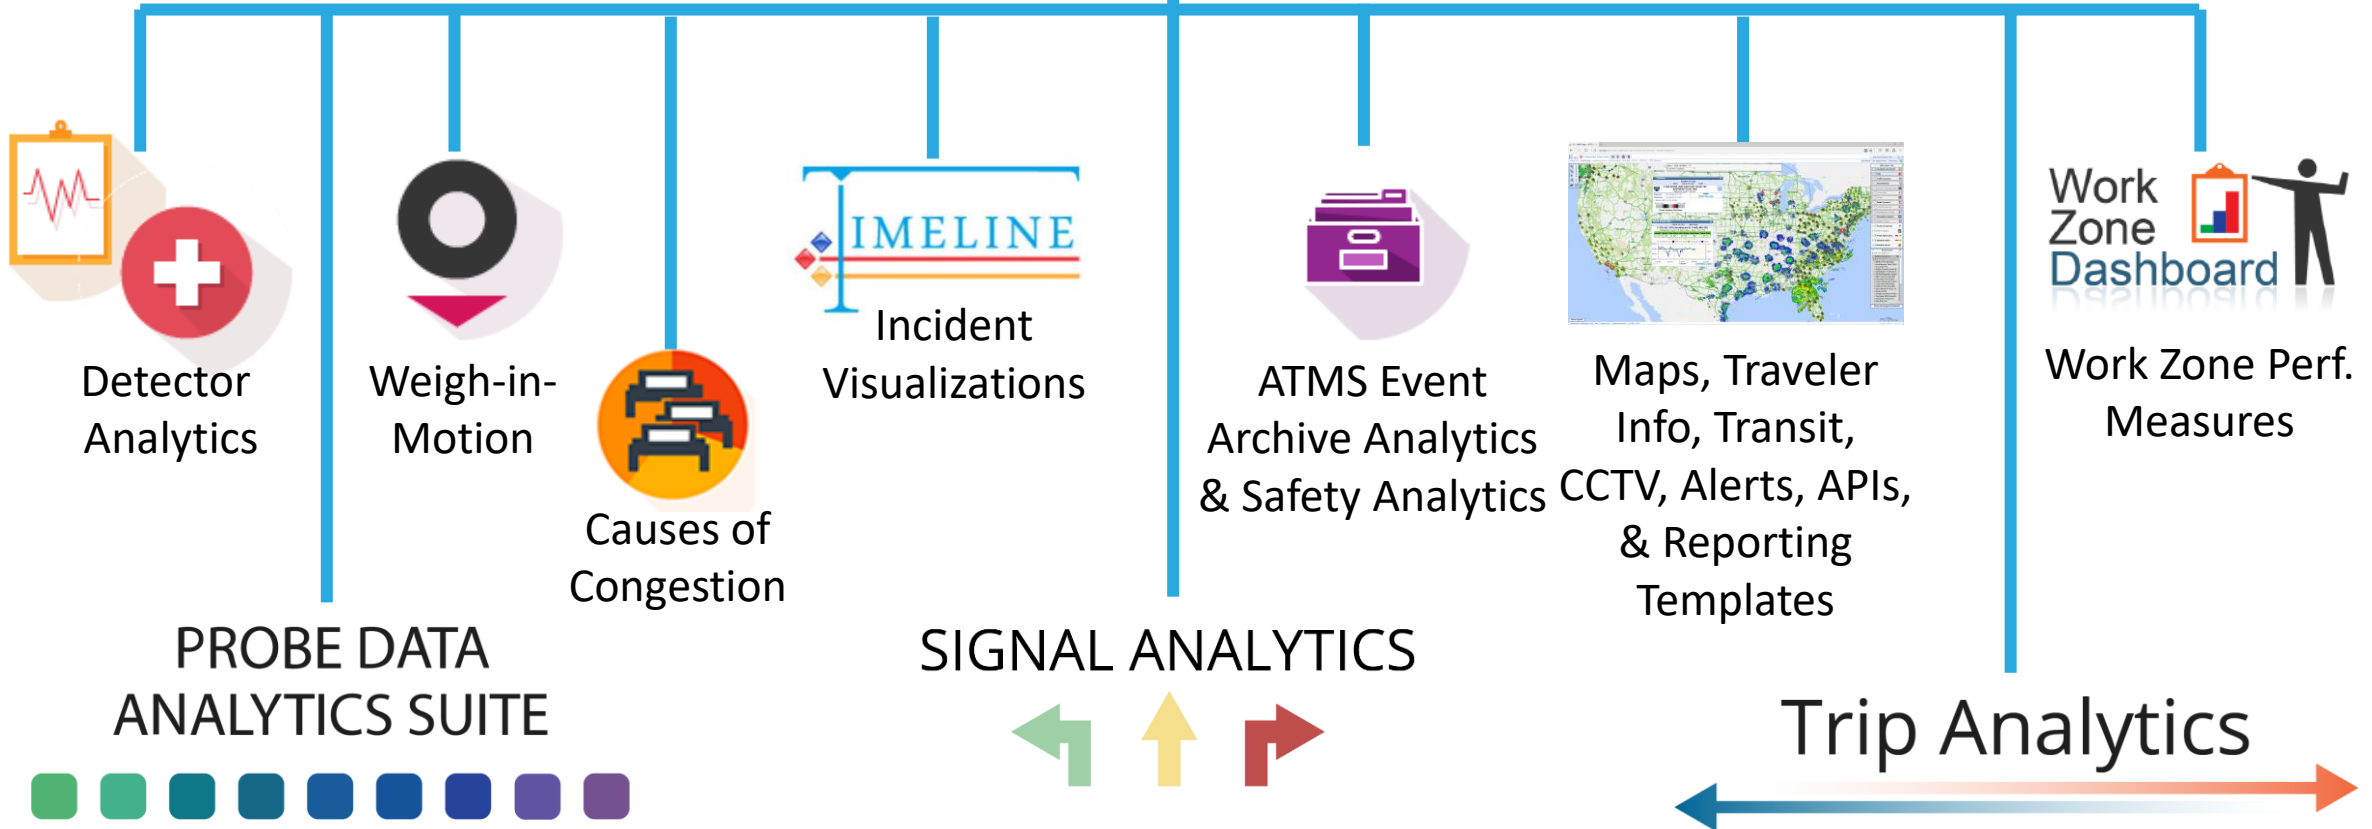 Detector
Analytics
Weigh-in-
Motion
Causes of
Congestion
TIMELINE
Incident
Visualizations
ATMS Event
Archive Analytics
& Safety Analytics
Maps, Traveler
Info, Transit,
CCTV, Alerts, APIs,
& Reporting
Templates
Work
Zone
Dashboard
Work Zone Perf.
Measures
PROBE DATA
ANALYTICS SUITE
SIGNAL ANALYTICS
Trip Analytics